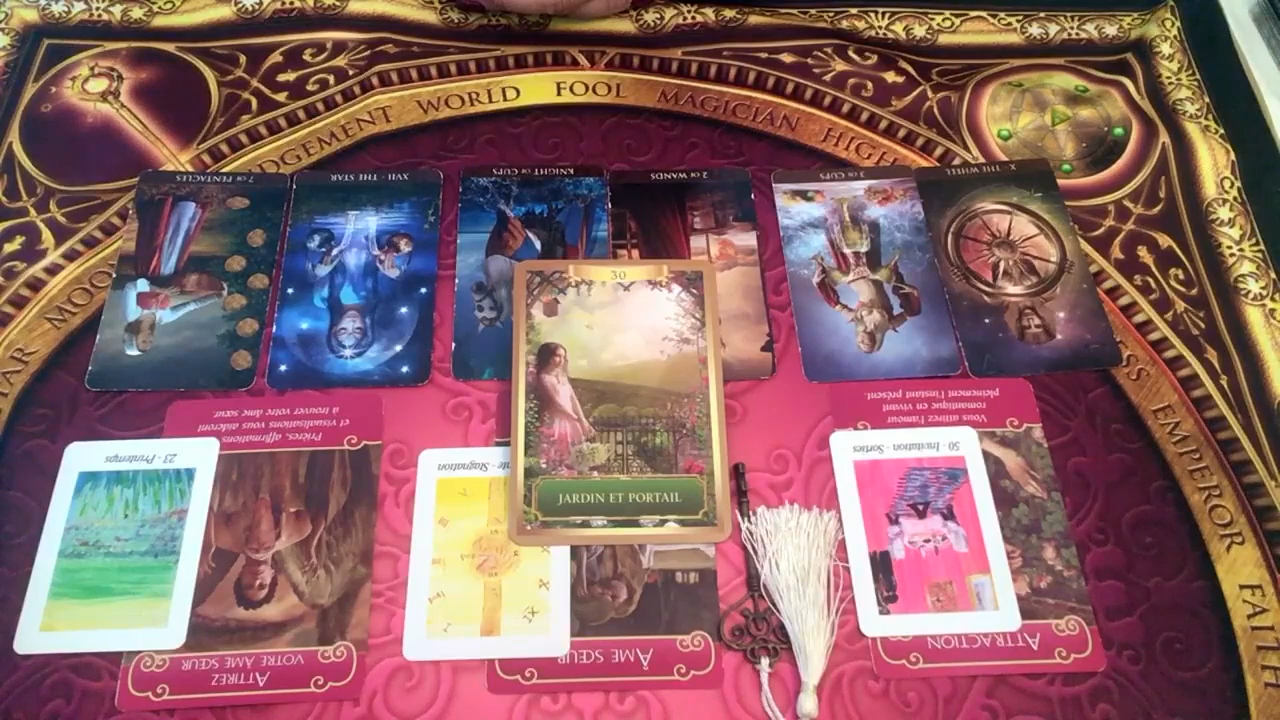 JUDGEMENT WORLD FOOL MAGICIAN HIGH
MOON
STAR
EMPEROR
FAITH
7 OF PENTACLES
XVII - THE STAR
KNIGHT OF CUPS
2 OF WANDS
3 OF CUPS
X. THE WHEEL
30
JARDIN ET PORTAIL
Prières, affirmations
et visualisations vous aideront
à trouver votre âme sœur.
23 - Printemps
ATTIREZ
VOTRE ÂME SŒUR
nte - Stagnation
ÂME SŒUR
Vous attirez l'amour
romantique en vivant
pleinement l'instant présent.
50 - Invitation - Sorties
ATTRACTION